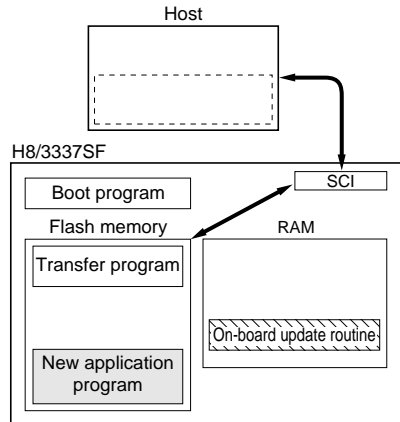 Host
H8/3337SF
SCI
Boot program
Flash memory
RAM
Transfer program
On-board update routine
New application
program